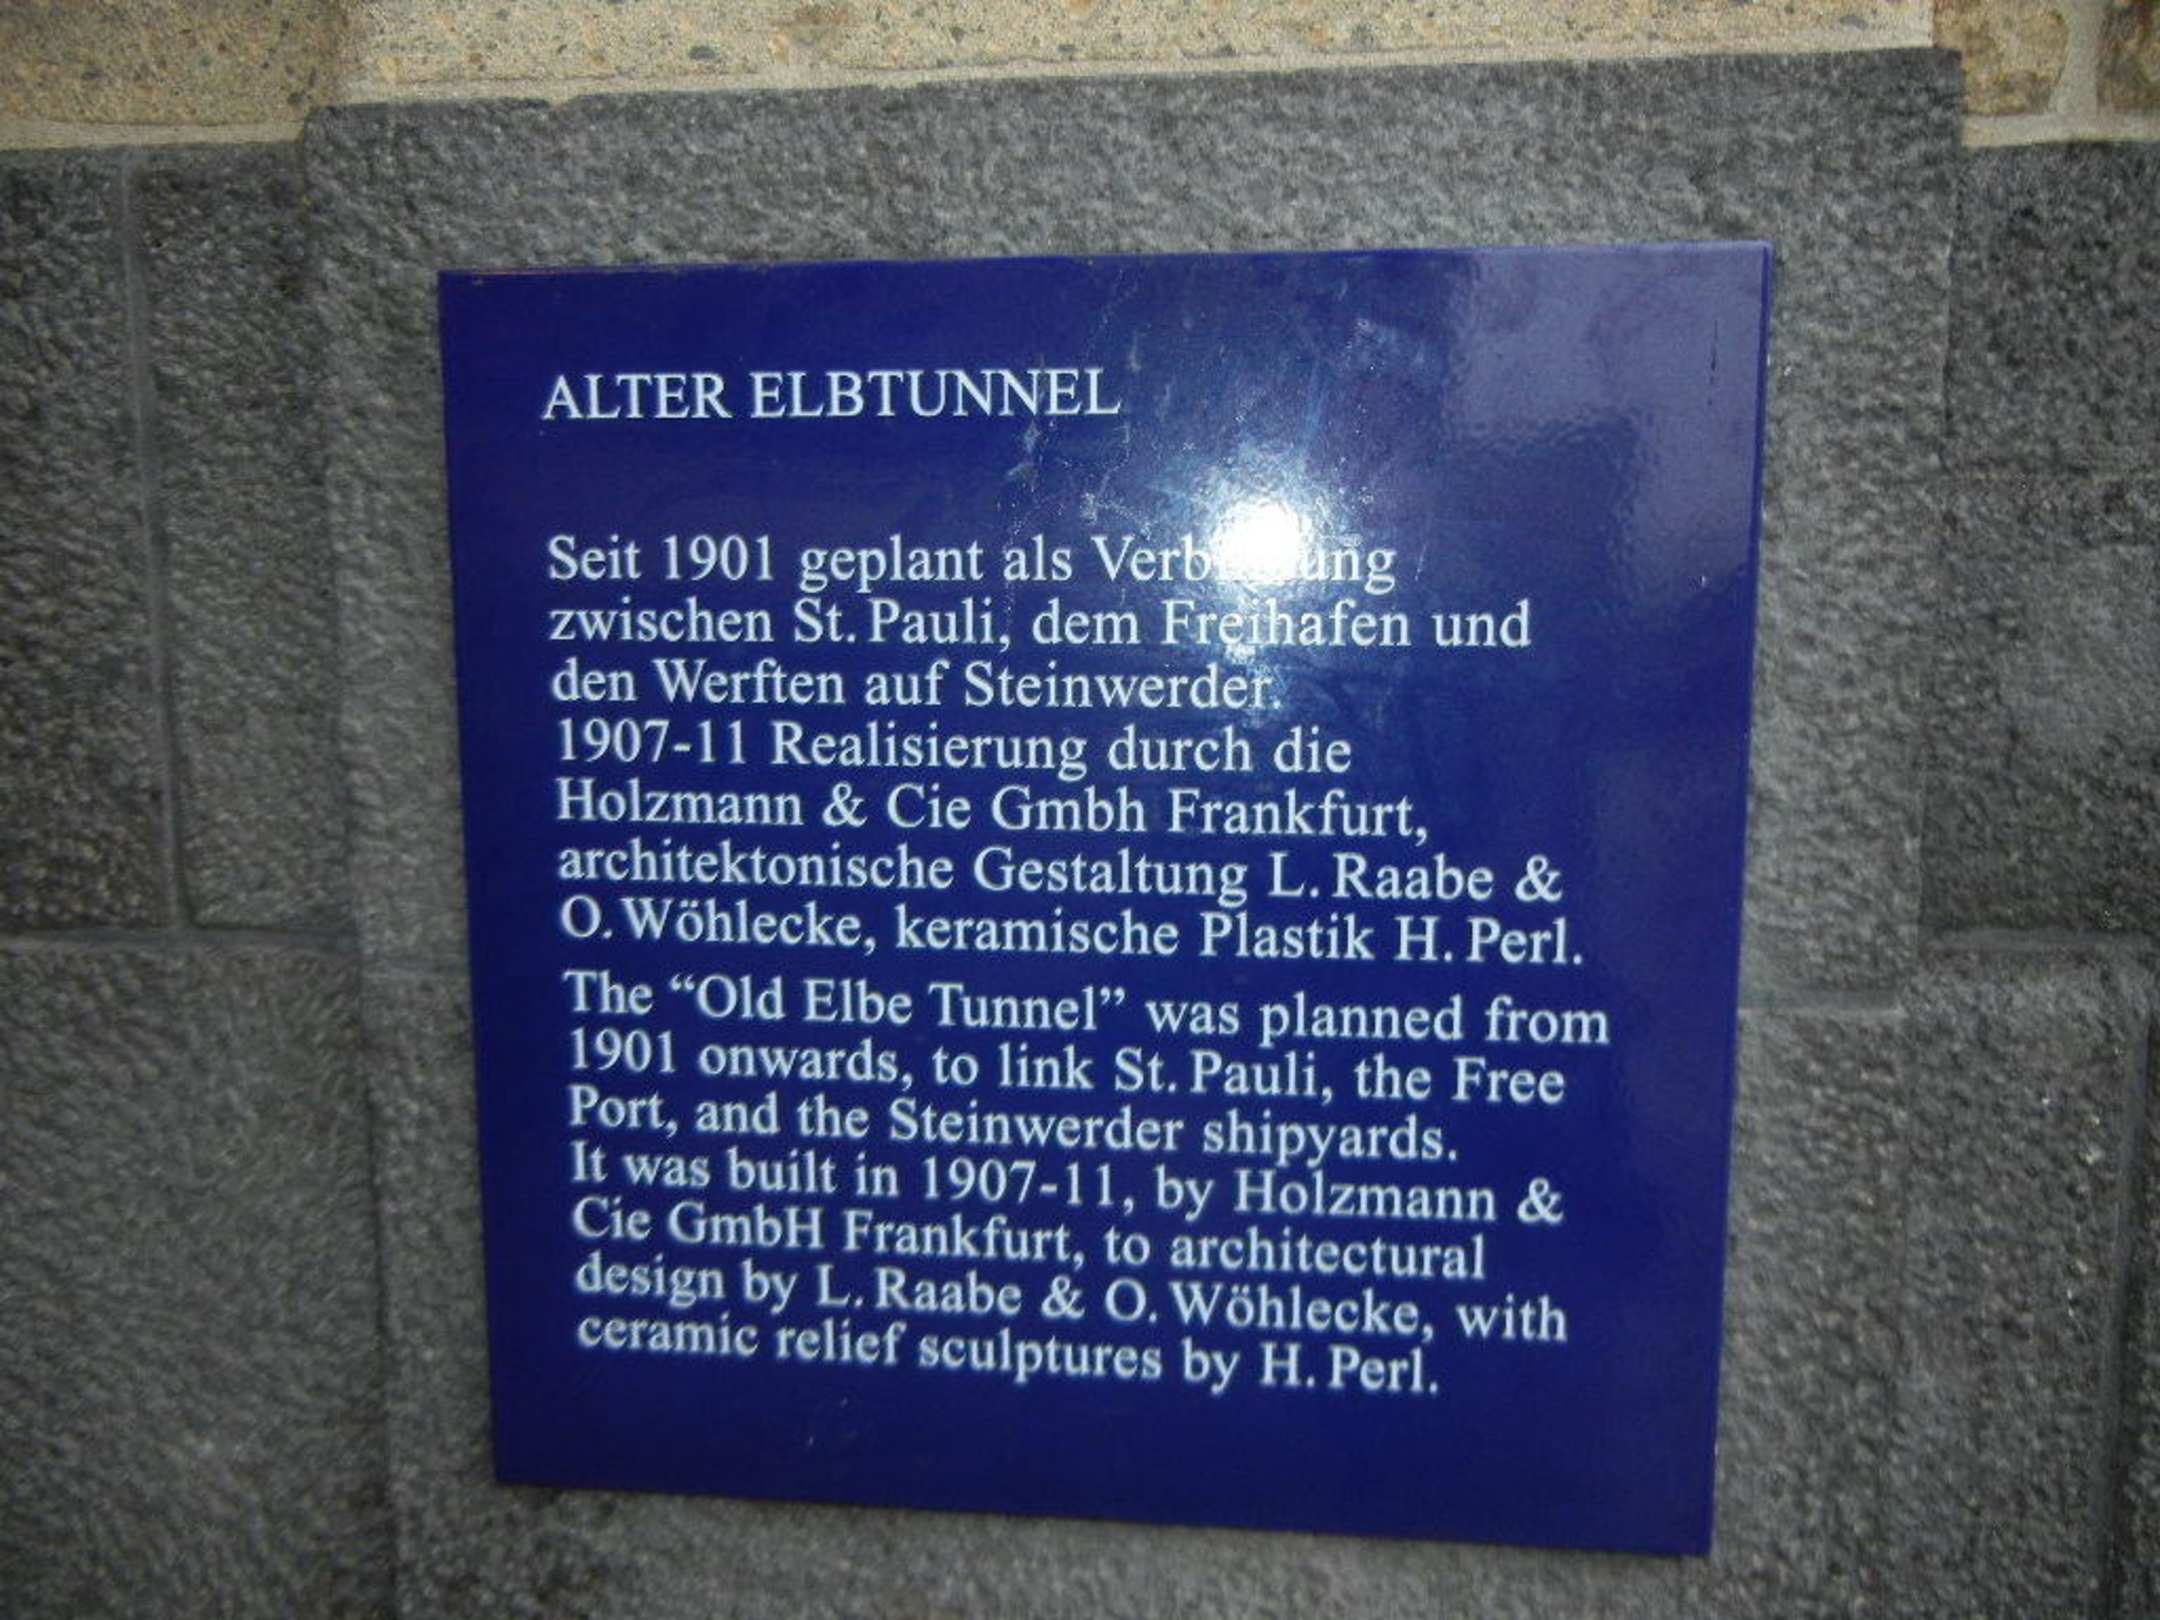 ALTER ELBTUNNEL
Seit 1901 geplant als
zwischen St. Pauli, dem Freihafen und
den Werften auf Steinwerder.
1907-11 Realisierung durch die
Holzmann & Cie Gmbh Frankfurt,
architektonische Gestaltung L. Raabe &
O. Wöhlecke, keramische Plastik H. Perl.
The “Old Elbe Tunnel” was planned from
1901 onwards, to link St. Pauli, the Free
Port, and the Steinwerder shipyards.
It was built in 1907-11, by Holzmann &
Cie GmbH Frankfurt, to architectural
design by L. Raabe & O. Wöhlecke, with
ceramic relief sculptures by H. Perl.